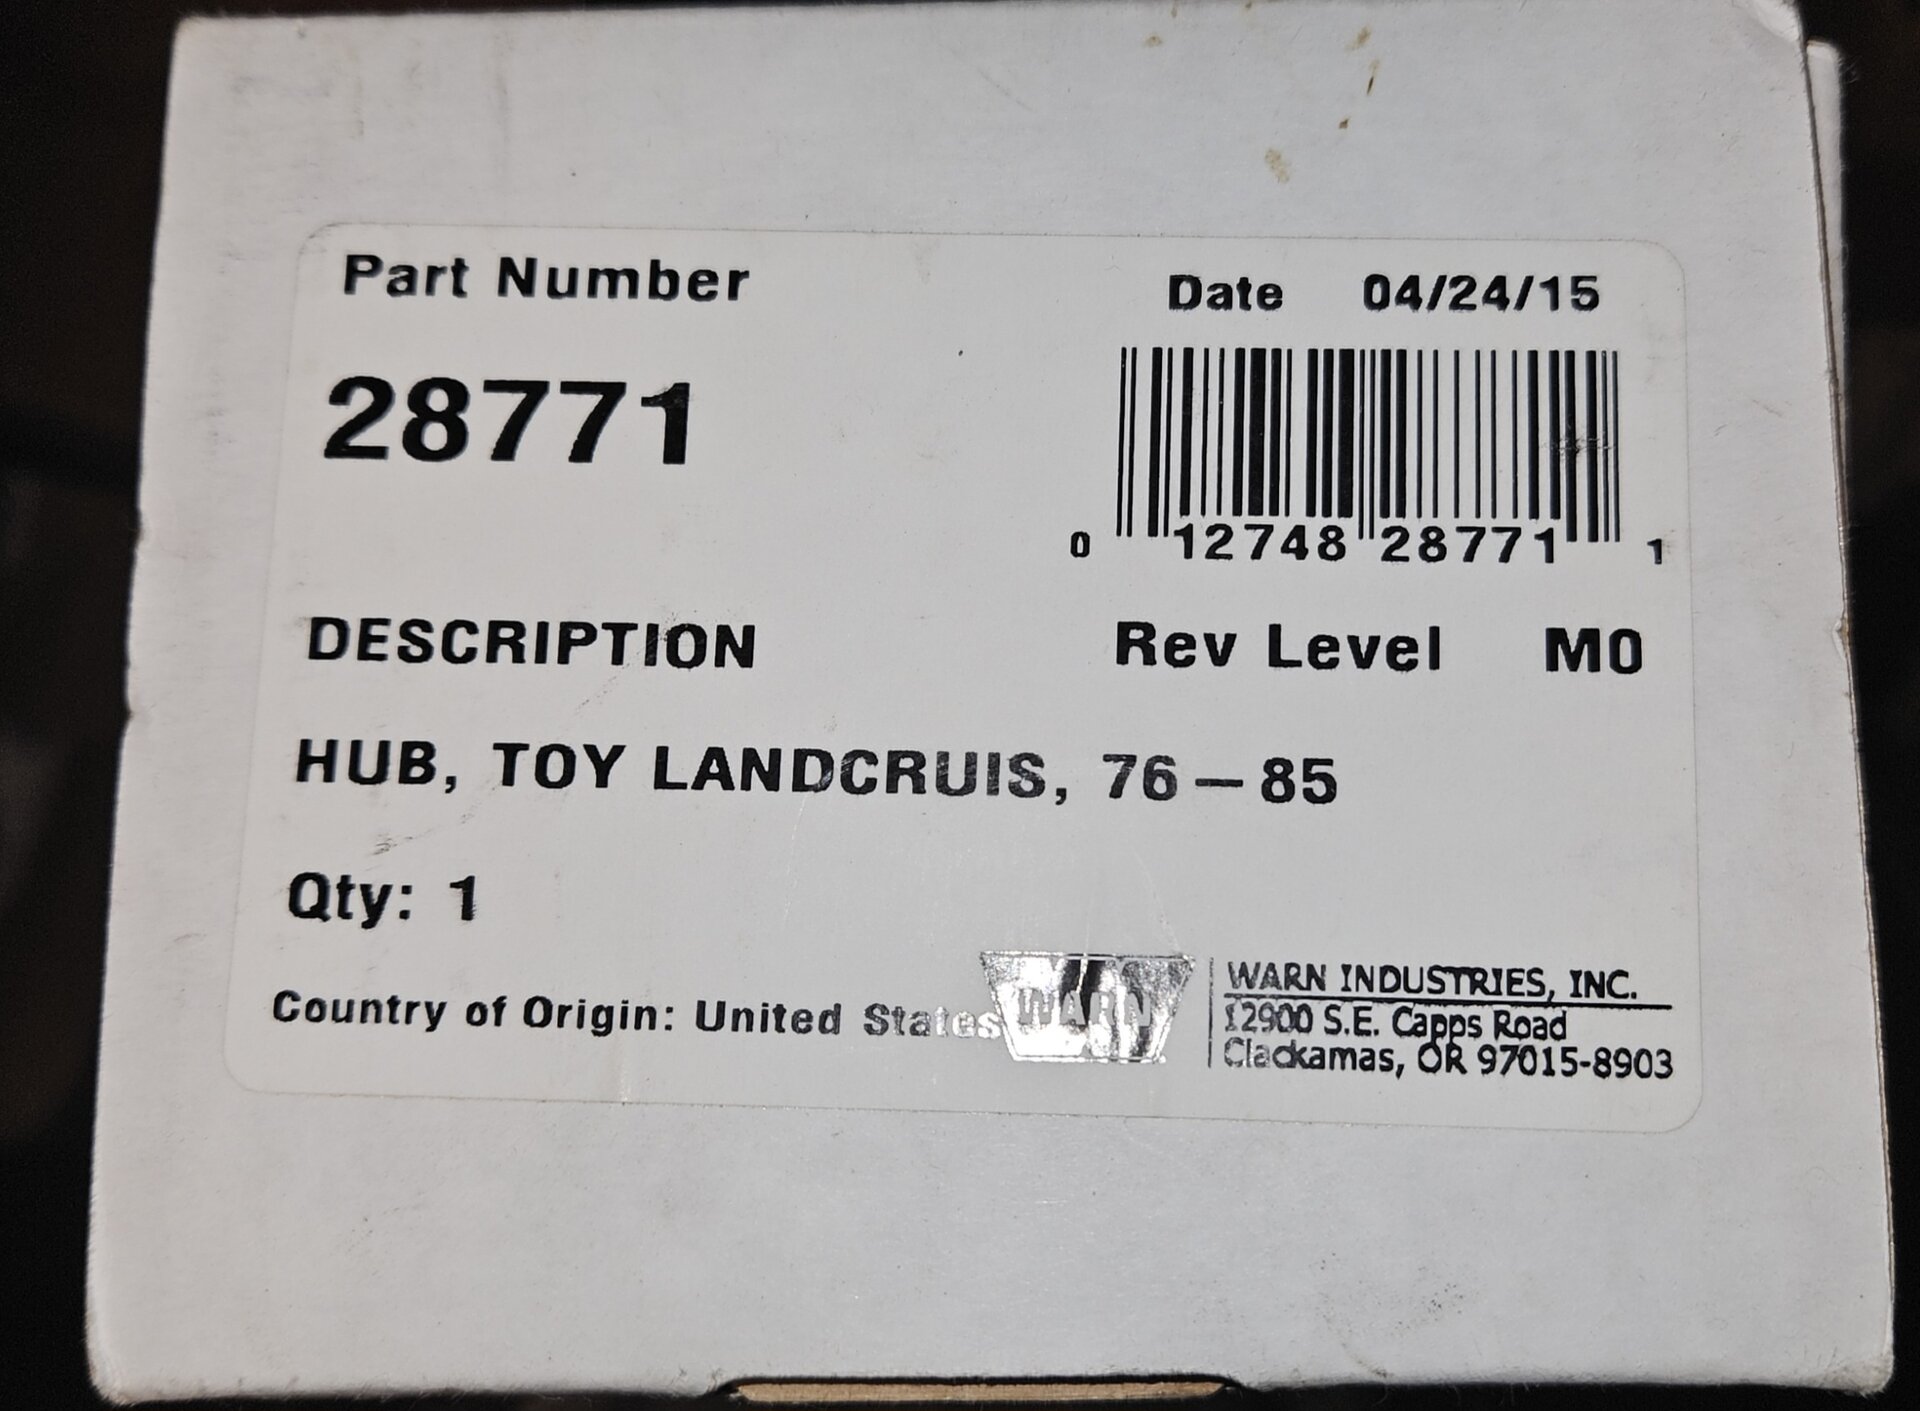 Part Number
Date 04/24/15
28771
0 12748 28771 1
DESCRIPTION
Rev Level M0
HUB, TOY LANDCRUIS, 76-85
Qty: 1
Country of Origin: United States
WARN
WARN INDUSTRIES, INC.
12900 S.E. Capps Road
Clackamas, OR 97015-8903